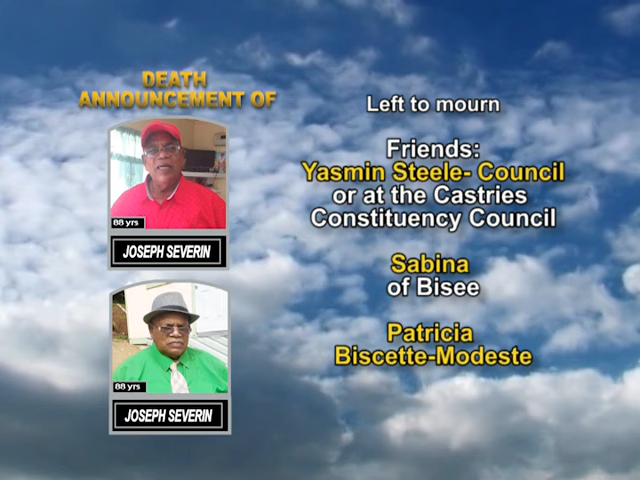 DEATH
ANNOUNCEMENT OF
88 yrs
JOSEPH SEVERIN
88 yrs
JOSEPH SEVERIN
Left to mourn
Friends:
Yasmin Steele- Council
or at the Castries
Constituency Council
Sabina
of Bisee
Patricia
Biscette-Modeste